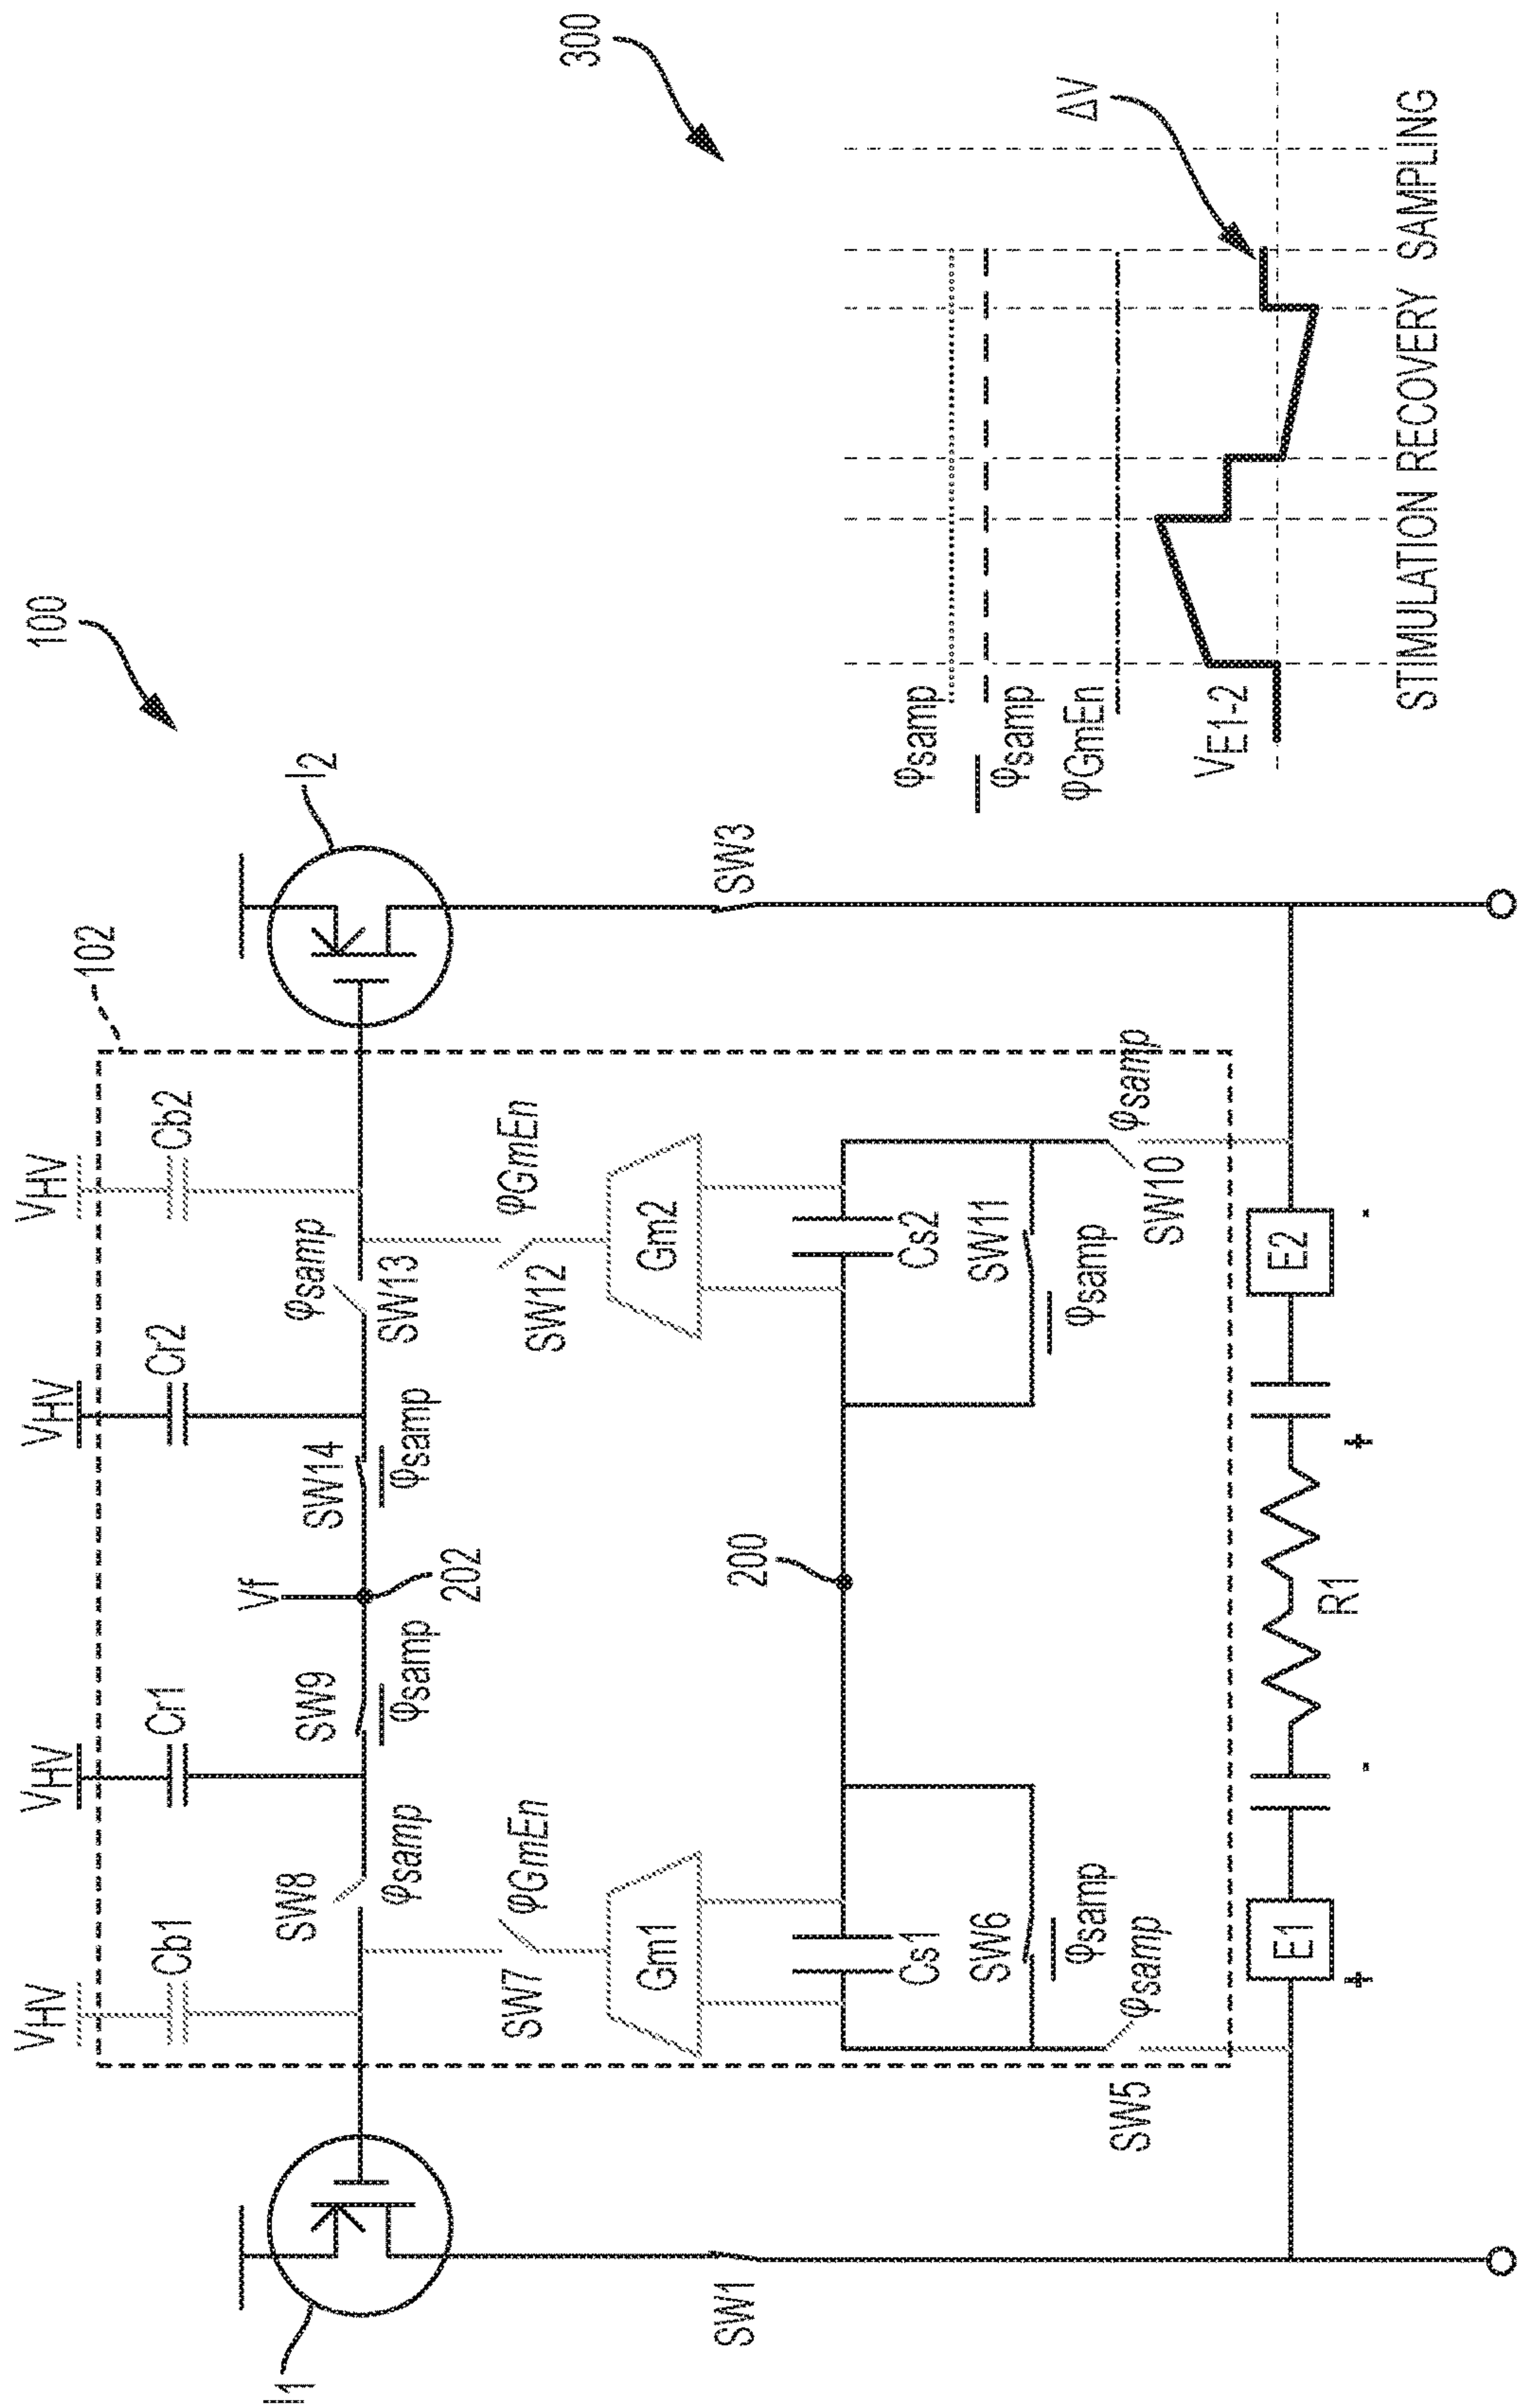 100
300
102
I1
I2
VHV
VHV
VHV
VHV
Cb1
Cr1
Cr2
Cb2
SW8
φsamp
SW9
φsamp
Vf
202
SW14
φsamp
φsamp
SW13
SW7
φGmEn
SW12
φGmEn
Gm1
Gm2
200
SW1
SW3
Cs1
Cs2
SW6
φsamp
SW11
φsamp
SW5
φsamp
SW10
φsamp
E1
E2
+
-
R1
+
-
φsamp
φsamp
φGmEn
VE1-2
ΔV
STIMULATION RECOVERY SAMPLING